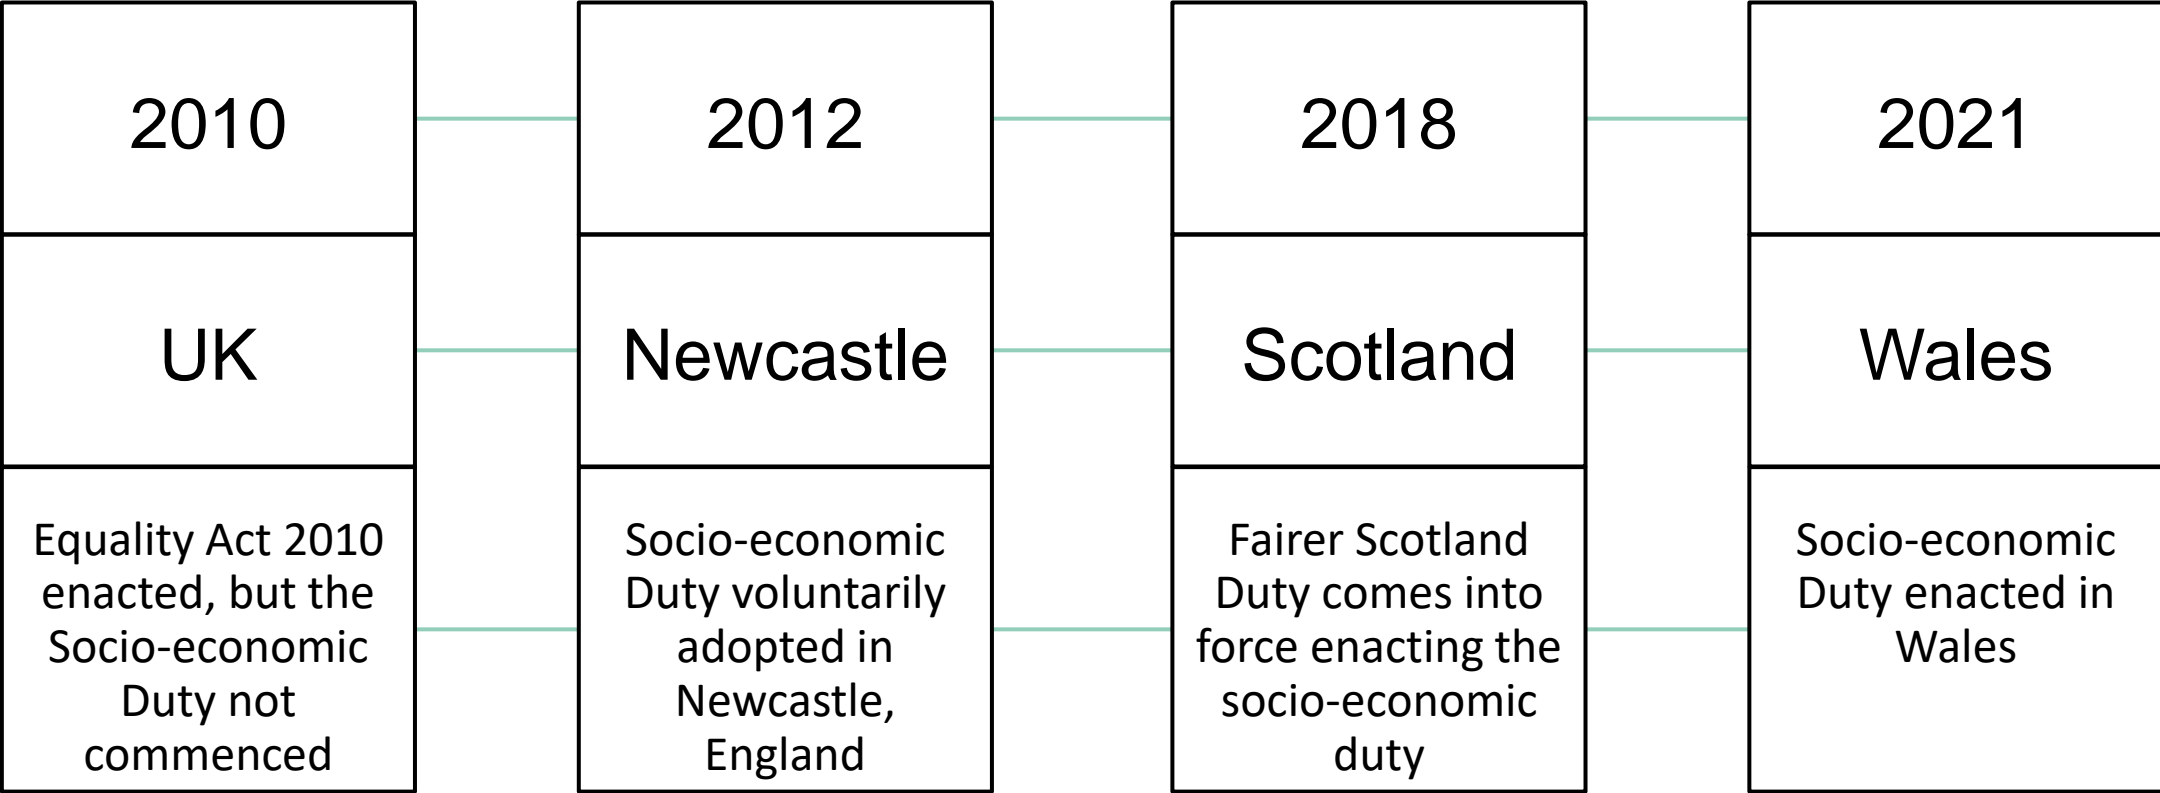 2010
UK
Equality Act 2010
enacted, but the
Socio-economic
Duty not
commenced
2012
Newcastle
Socio-economic
Duty voluntarily
adopted in
Newcastle,
England
2018
Scotland
Fairer Scotland
Duty comes into
force enacting the
socio-economic
duty
2021
Wales
Socio-economic
Duty enacted in
Wales